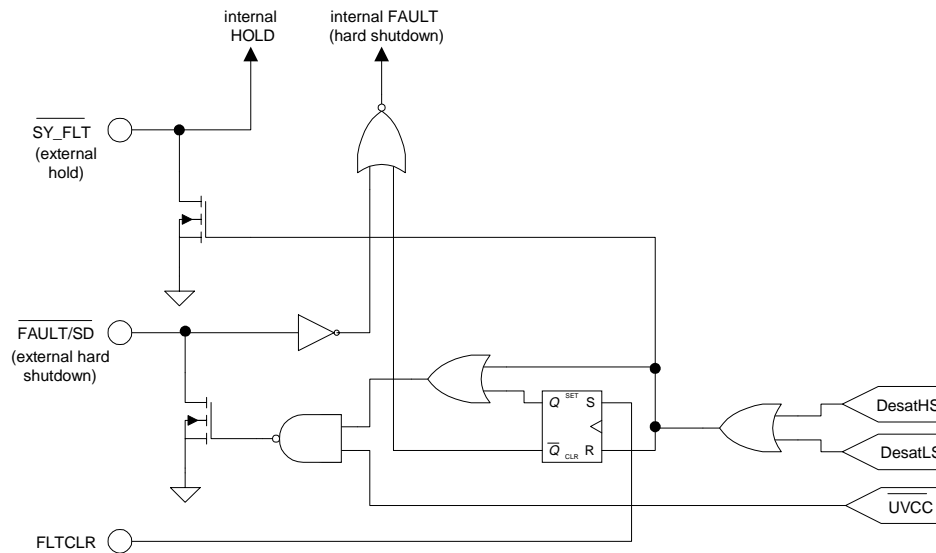 internal
HOLD
internal FAULT
(hard shutdown)
SY_FLT
(external
hold)
FAULT/SD
(external hard
shutdown)
Q SET S
Q CLR R
DesatHS
DesatLS
UVCC
FLTCLR